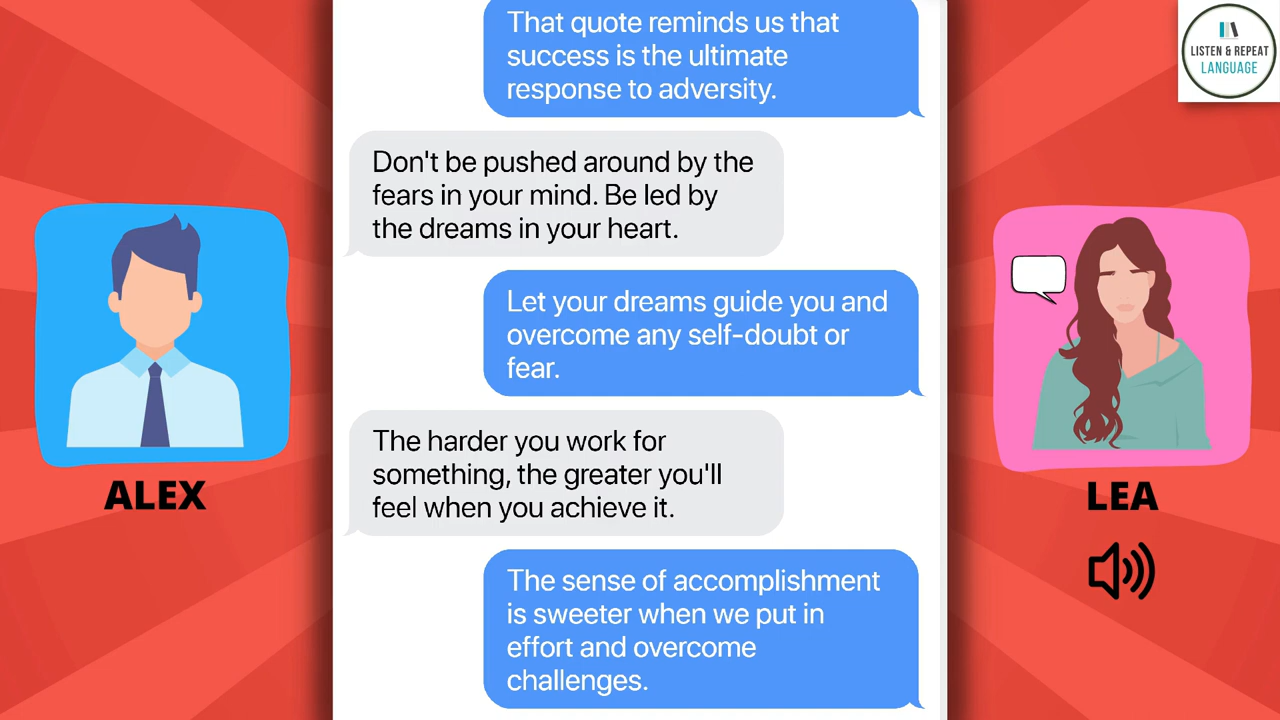 That quote reminds us that
success is the ultimate
response to adversity.
Don't be pushed around by the
fears in your mind. Be led by
the dreams in your heart.
Let your dreams guide you and
overcome any self-doubt or
fear.
The harder you work for
something, the greater you'll
feel when you achieve it.
The sense of accomplishment
is sweeter when we put in
effort and overcome
challenges.
ALEX
LEA
LISTEN & REPEAT
LANGUAGE